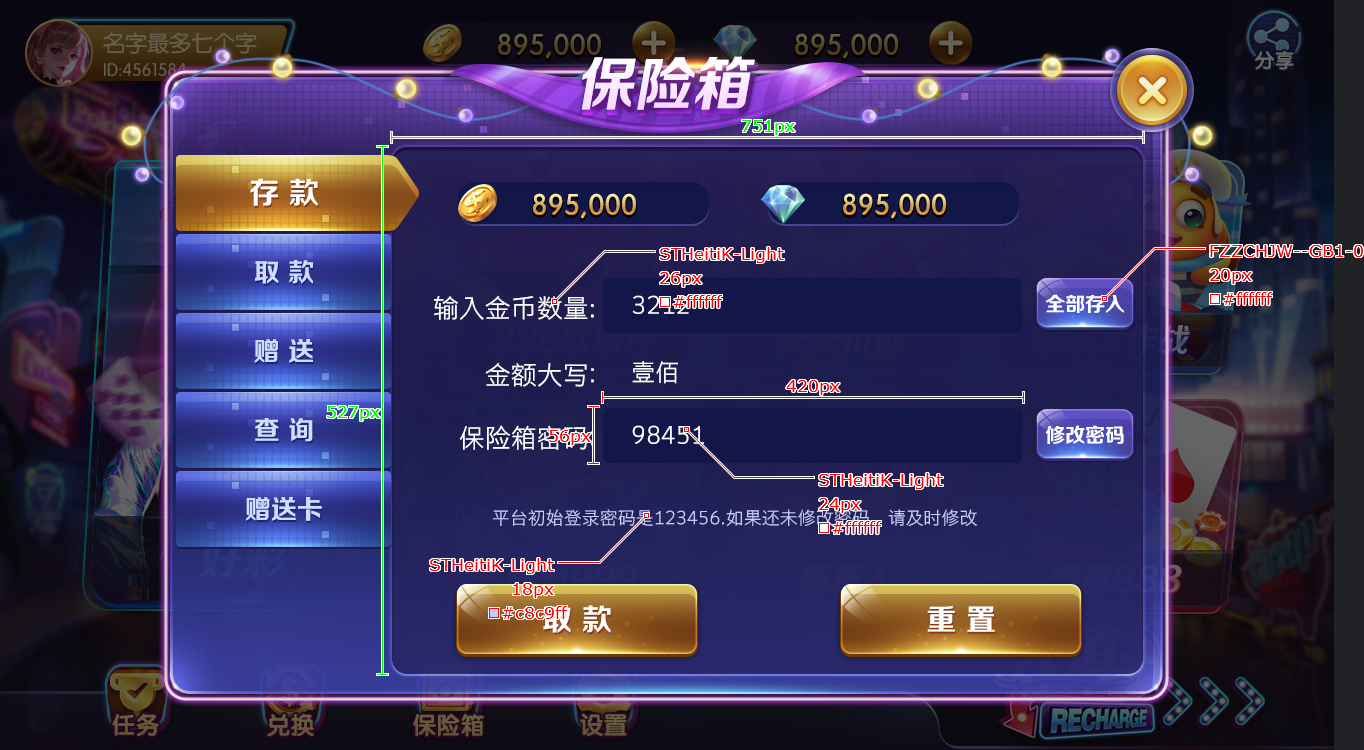 名字最多七个字
ID:4561584
895,000
895,000
分享
保险箱
751px
存款
895,000
895,000
取款
STHeitiK-Light
26px
#ffffff
FZZCHJW--GB1-0
20px
#ffffff
输入金币数量:
3212
全部存入
赠送
金额大写:
壹佰
420px
527px
查询
保险箱密码
56px
98451
修改密码
STHeitiK-Light
24px
#ffffff
赠送卡
平台初始登录密码是123456.如果还未修改密码，请及时修改
STHeitiK-Light
18px
#c8c9ff
取款
重置
任务
兑换
保险箱
设置
RECHARGE